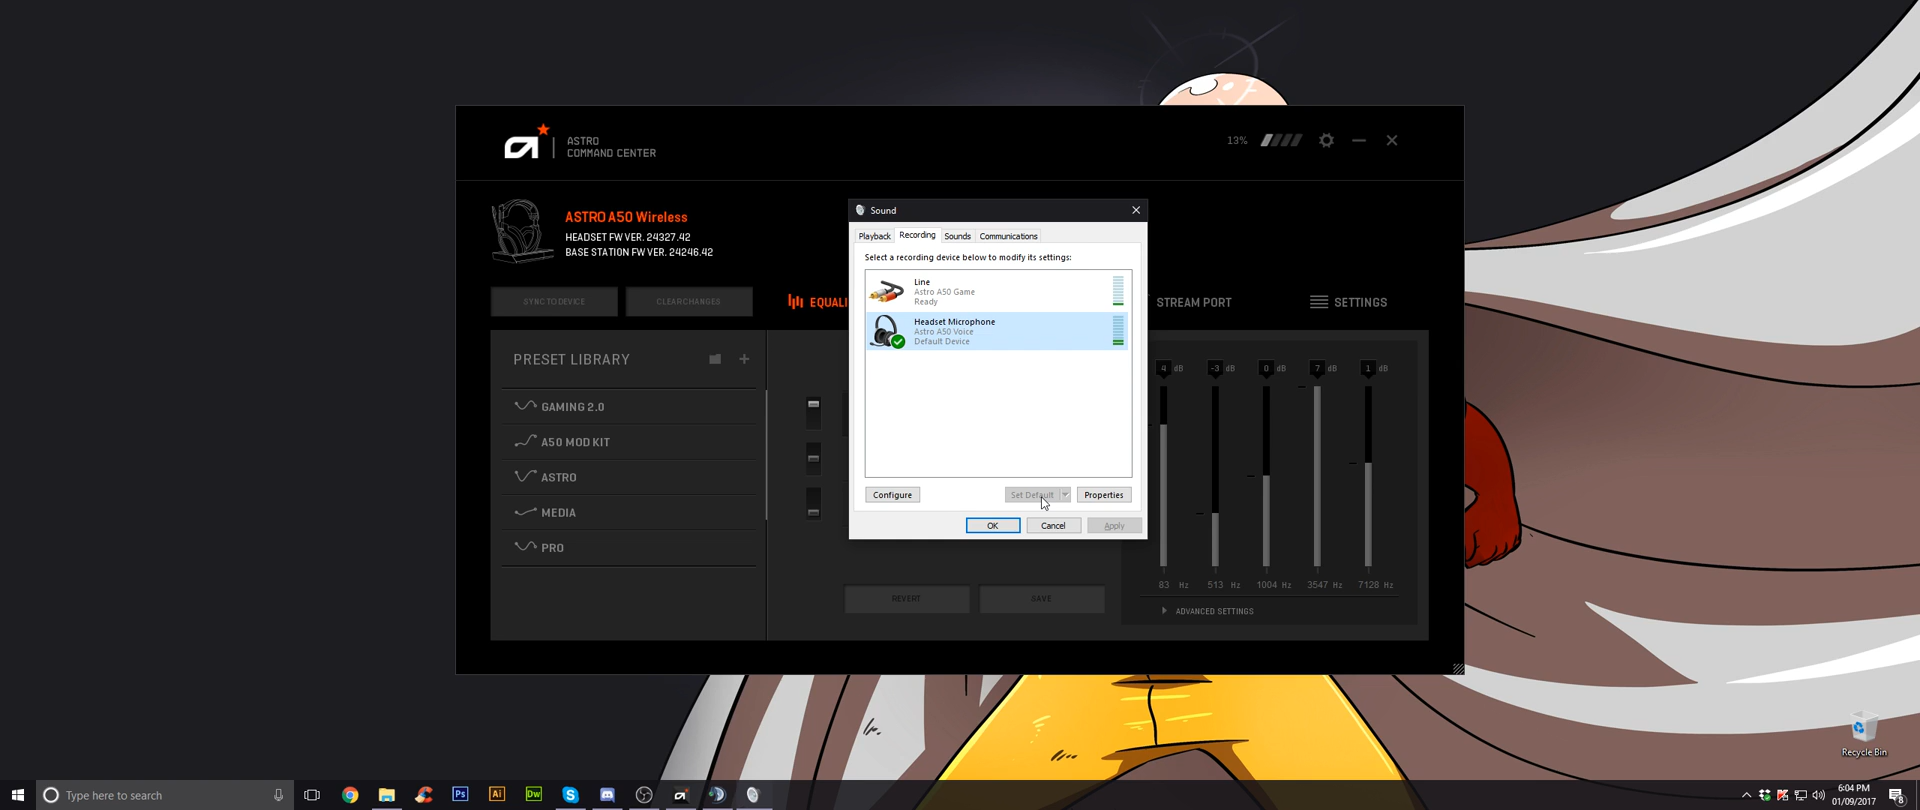 ASTRO
COMMAND CENTER
13%
ASTRO A50 Wireless
HEADSET FW VER. 24327.42
BASE STATION FW VER. 24246.42
SYNC TO DEVICE
CLEAR CHANGES
EQUALI
STREAM PORT
SETTINGS
PRESET LIBRARY
GAMING 2.0
A50 MOD KIT
ASTRO
MEDIA
PRO
Sound
Playback
Recording
Sounds
Communications
Select a recording device below to modify its settings:
Line
Astro A50 Game
Ready
Headset Microphone
Astro A50 Voice
Default Device
Configure
Set Default
Properties
OK
Cancel
Apply
4 dB
-3 dB
0 dB
7 dB
1 dB
83 Hz
513 Hz
1004 Hz
3547 Hz
7128 Hz
ADVANCED SETTINGS
REVERT
SAVE
Recycle Bin
Type here to search
Ps
Ai
Dw
6:04 PM
01/09/2017
8